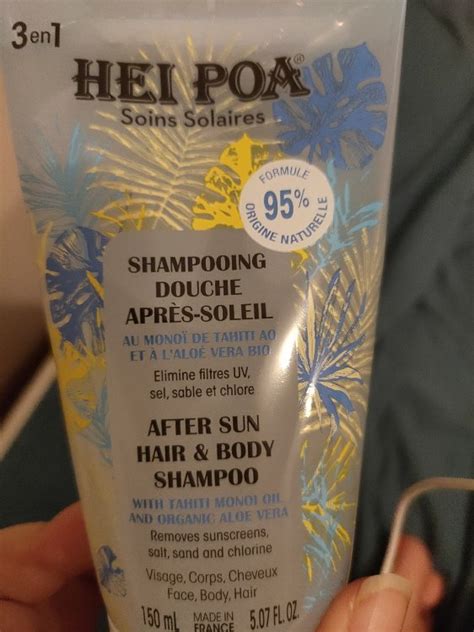 3en1
HEI POA®
Soins Solaires
FORMULE
95%
ORIGINE NATURELLE
SHAMPOOING
DOUCHE
APRÈS-SOLEIL
AU MONOÏ DE TAHITI AO
ET À L'ALOÉ VERA BIO
Elimine filtres UV,
sel, sable et chlore
AFTER SUN
HAIR & BODY
SHAMPOO
WITH TAHITI MONOI OIL
AND ORGANIC ALOE VERA
Removes sunscreens,
salt, sand and chlorine
Visage, Corps, Cheveux
Face, Body, Hair
150 mL MADE IN FRANCE 5.07 FL. OZ.